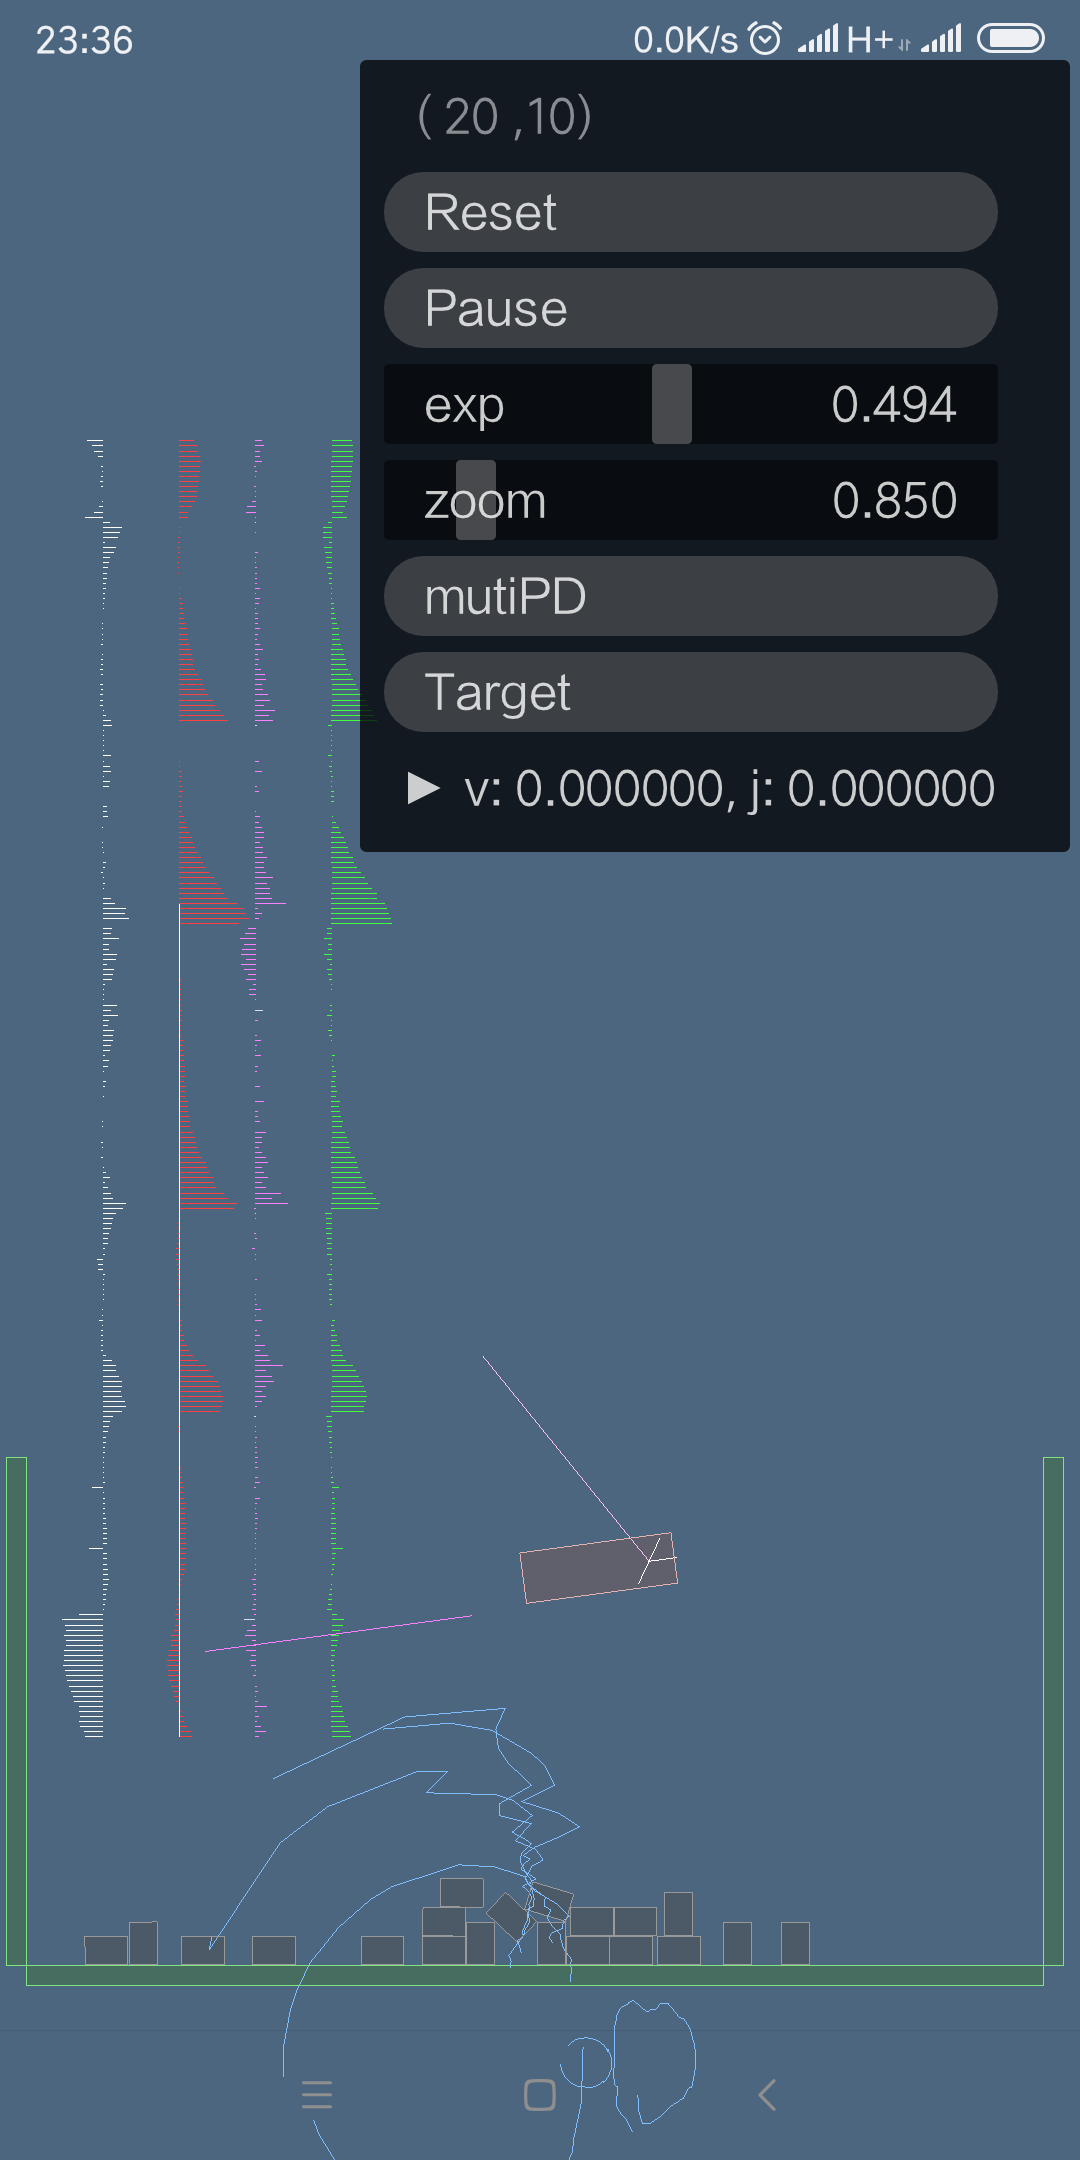 23:36 0.0K/s H+
( 20 ,10)
Reset
Pause
exp 0.494
zoom 0.850
mutiPD
Target
v: 0.000000, j: 0.000000